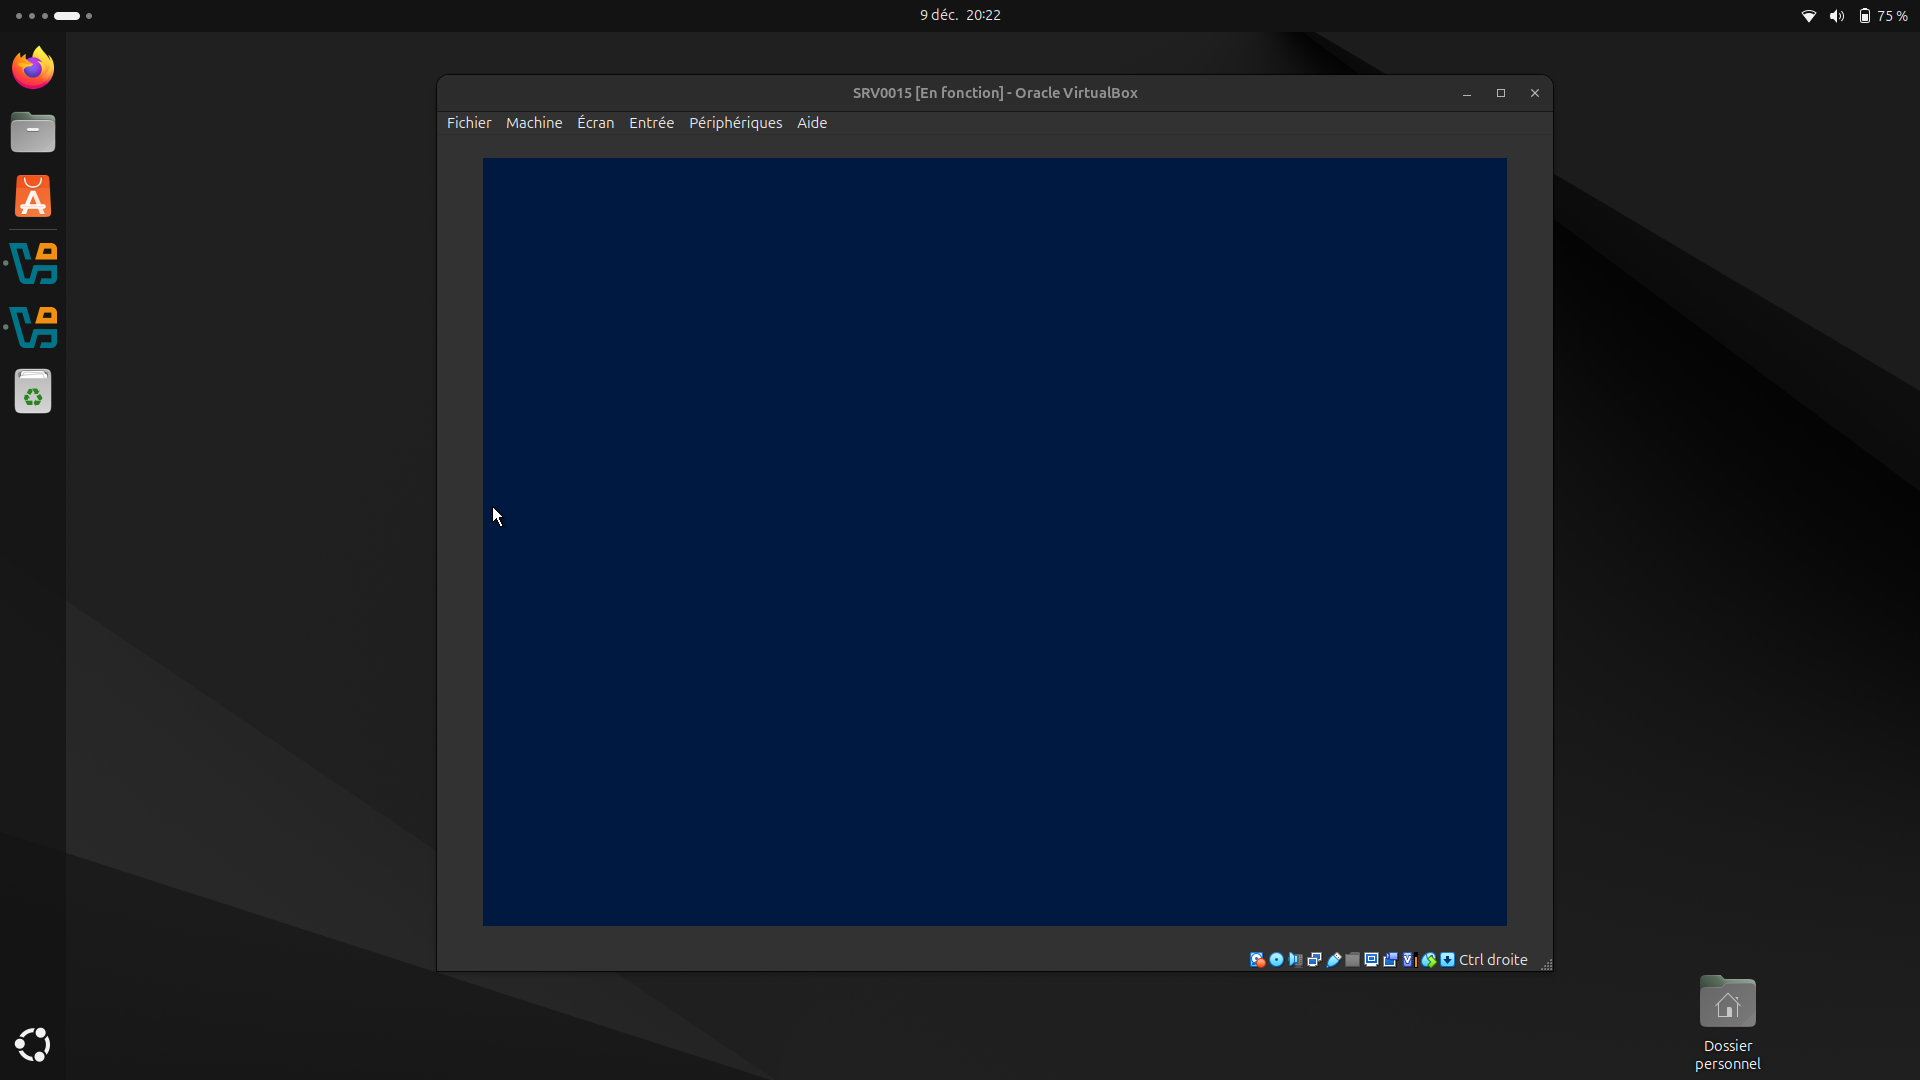 9 déc. 20:22
75 %
SRV0015 [En fonction] - Oracle VirtualBox
Fichier Machine Écran Entrée Périphériques Aide
Ctrl droite
Dossier
personnel